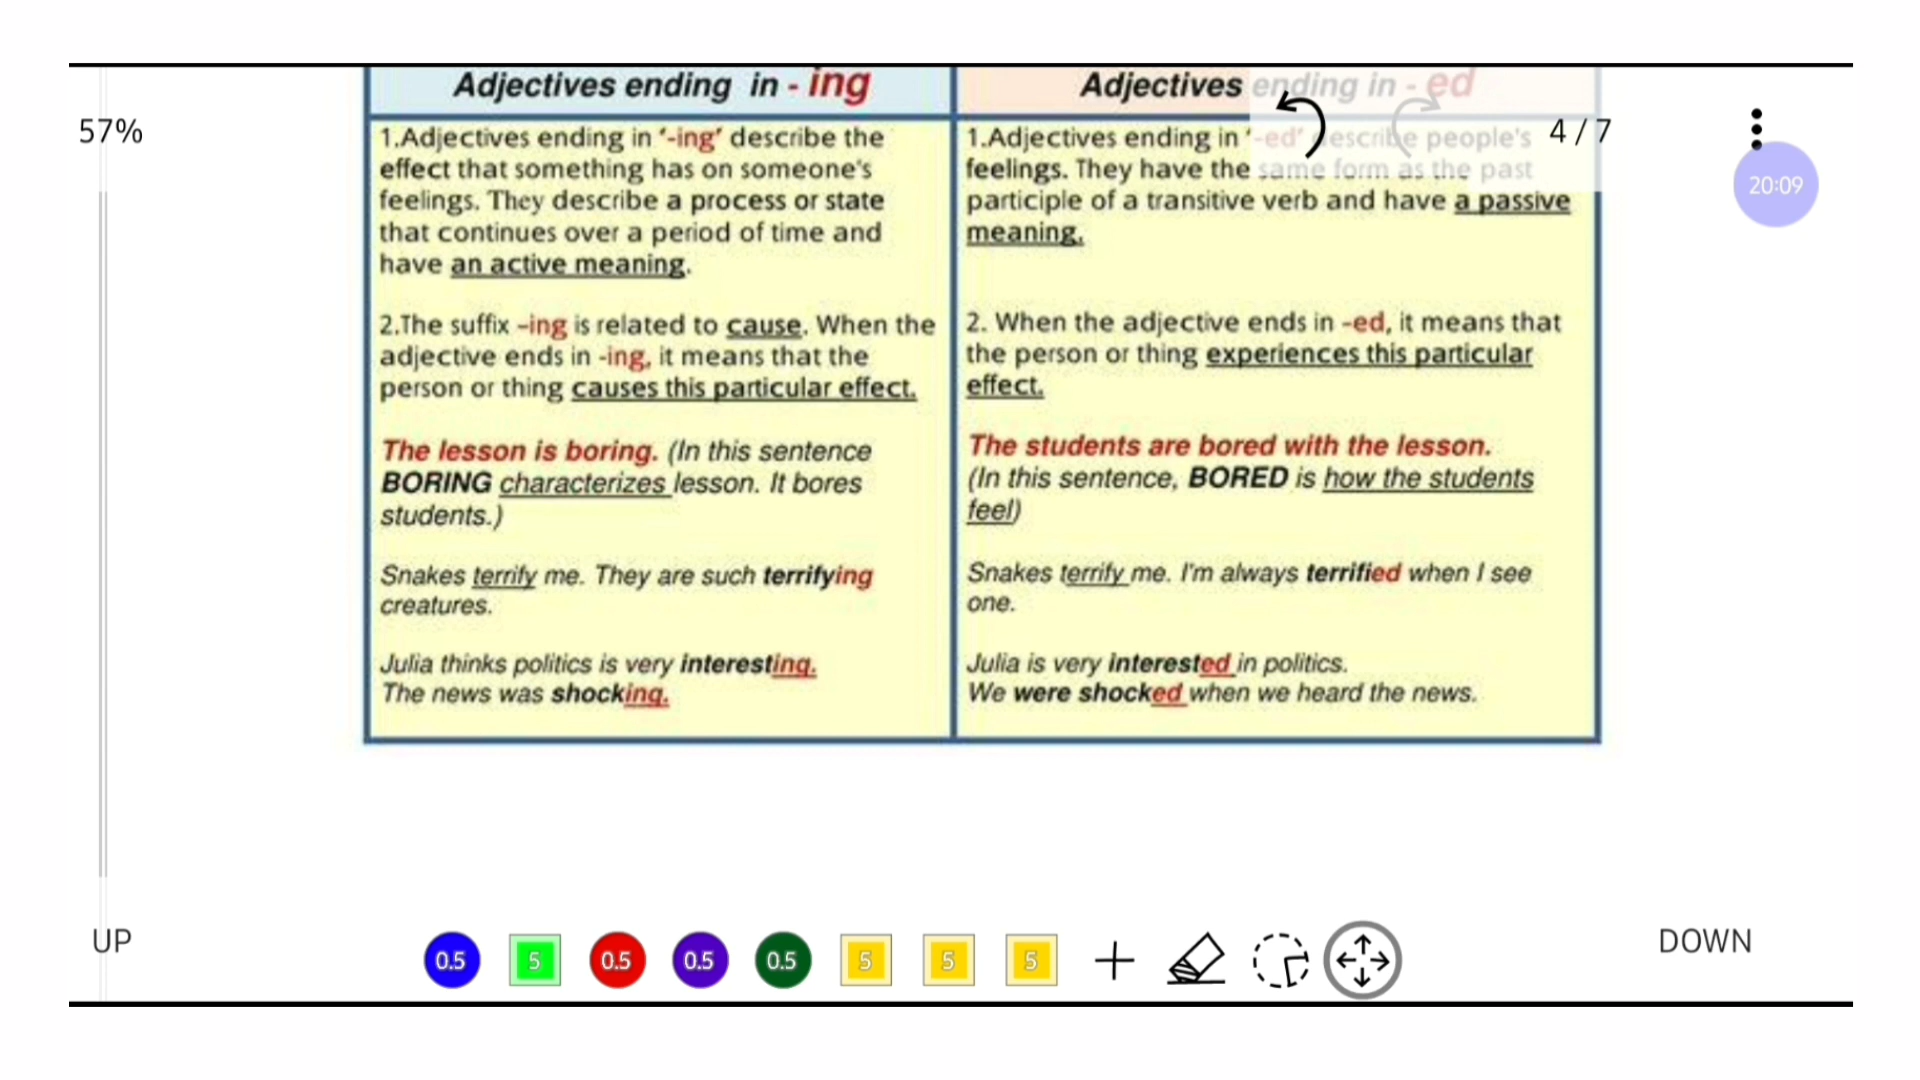 57%
4 / 7
20:09
Adjectives ending in - ing
1.Adjectives ending in ‘-ing’ describe the
effect that something has on someone's
feelings. They describe a process or state
that continues over a period of time and
have an active meaning.
2.The suffix –ing is related to cause. When the
adjective ends in -ing, it means that the
person or thing causes this particular effect.
The lesson is boring. (In this sentence
BORING characterizes lesson. It bores
students.)
Snakes terrify me. They are such terrifying
creatures.
Julia thinks politics is very interesting.
The news was shocking.
Adjectives ending in - ed
1.Adjectives ending in ‘-ed’ describe people's
feelings. They have the same form as the past
participle of a transitive verb and have a passive
meaning.
2. When the adjective ends in -ed, it means that
the person or thing experiences this particular
effect.
The students are bored with the lesson.
(In this sentence, BORED is how the students
feel)
Snakes terrify me. I'm always terrified when I see
one.
Julia is very interested in politics.
We were shocked when we heard the news.
UP
0.5 5 0.5 0.5 0.5 5 5 5
DOWN